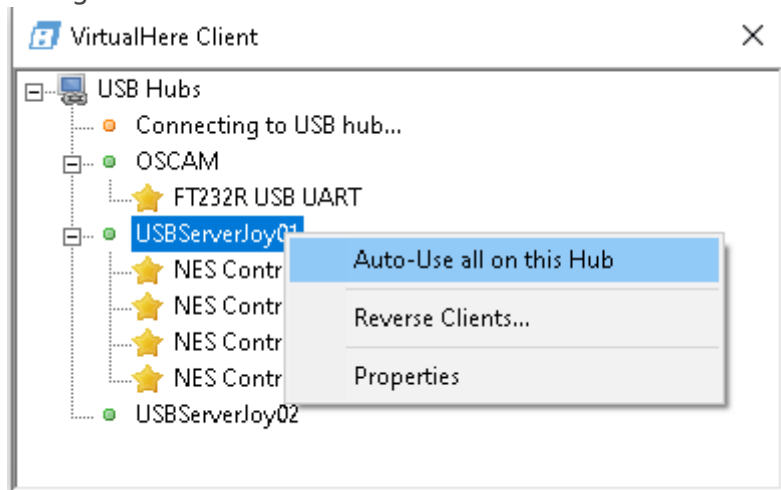 VirtualHere Client
USB Hubs
Connecting to USB hub...
OSCAM
FT232R USB UART
USBServerJoy01
NES Contr
NES Contr
NES Contr
NES Contr
USBServerJoy02
Auto-Use all on this Hub
Reverse Clients...
Properties